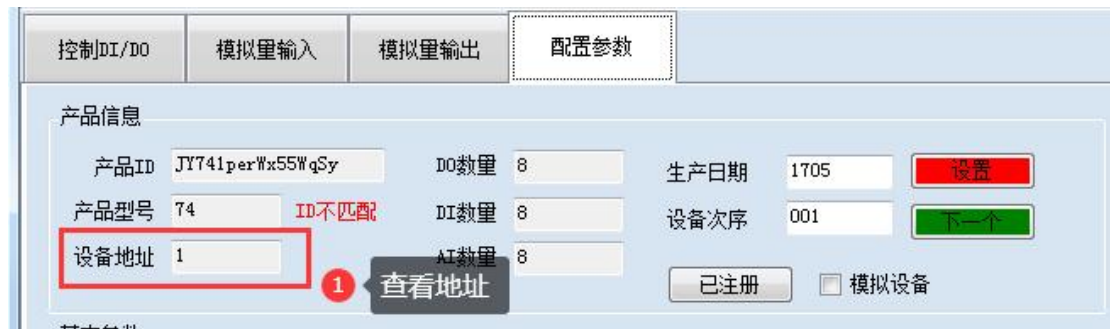 控制DI/DO 模拟量输入 模拟量输出 配置参数
产品信息
产品ID JY741perWx55WqSy DO数量 8 生产日期 1705 设置
产品型号 74 ID不匹配 DI数量 8 设备次序 001 下一个
设备地址 1 AI数量 8
1 查看地址
已注册 模拟设备